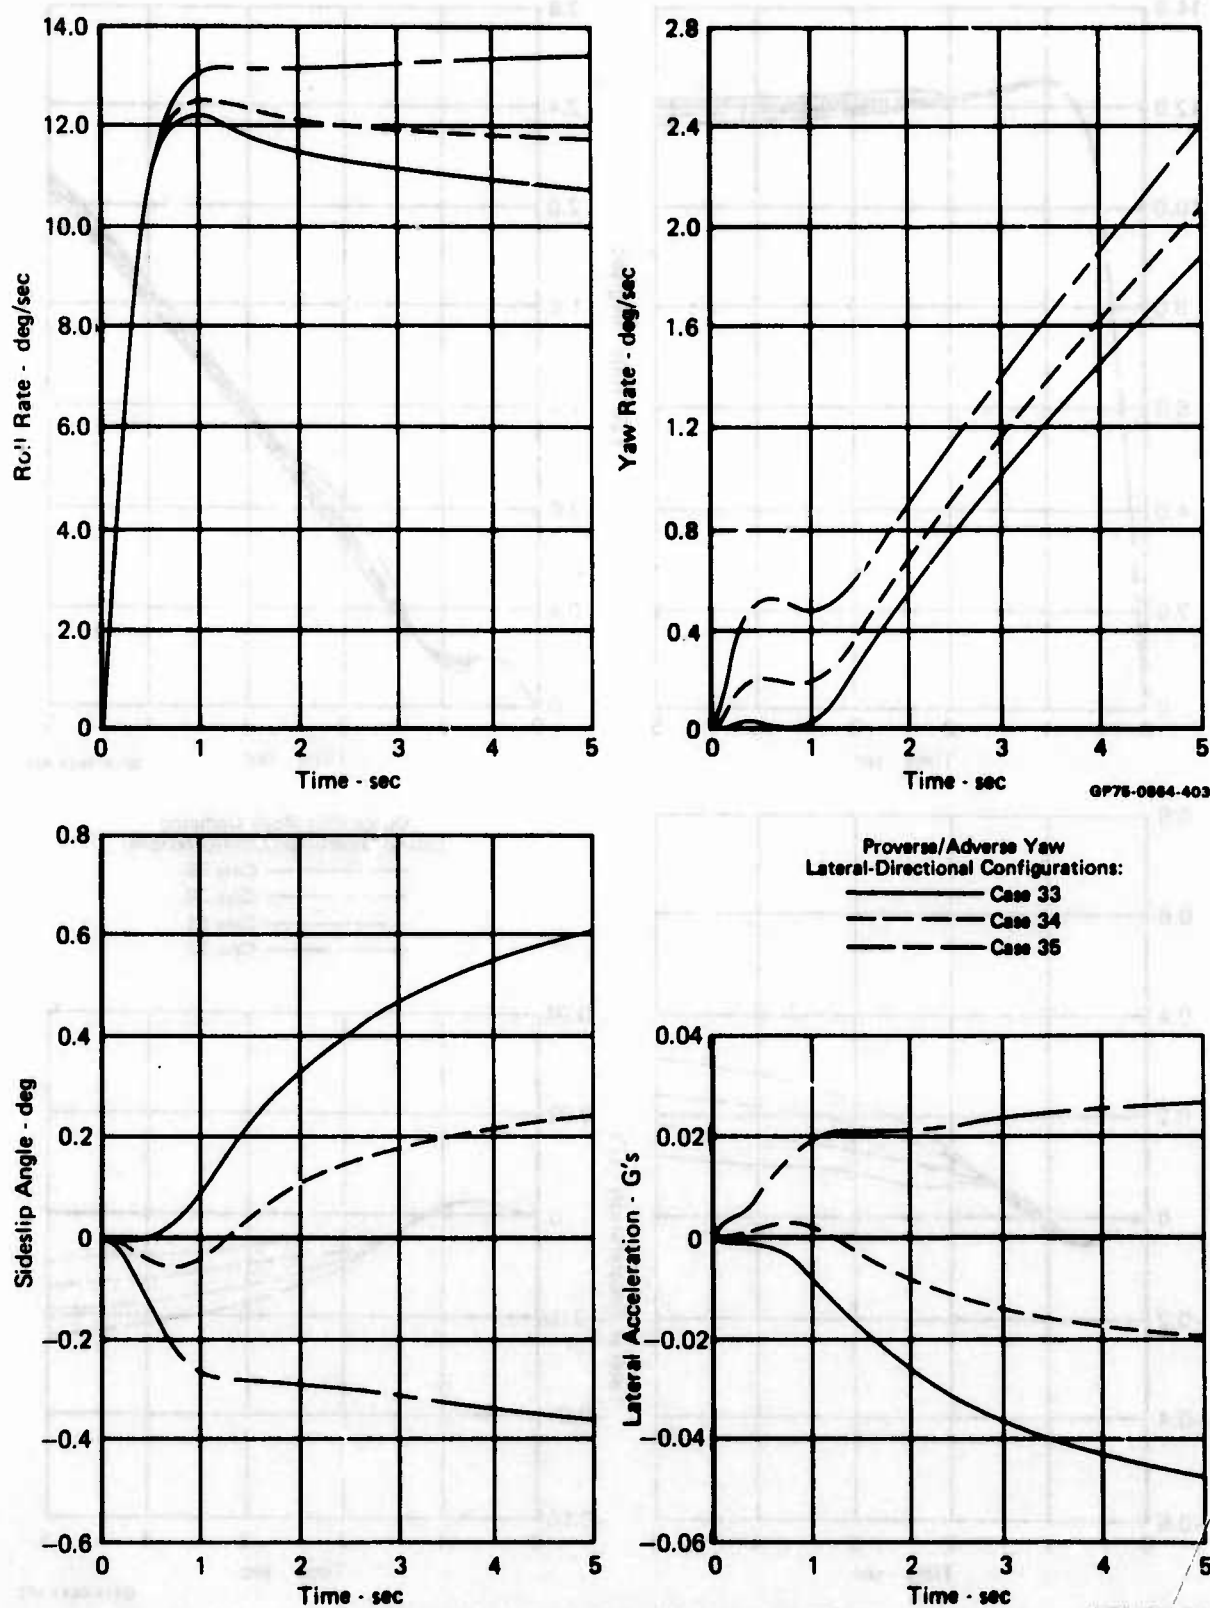 14.0
12.0
10.0
8.0
6.0
4.0
2.0
0
Roll Rate - deg/sec
0 1 2 3 4 5
Time - sec
2.8
2.4
2.0
1.6
1.2
0.8
0.4
0
Yaw Rate - deg/sec
0 1 2 3 4 5
Time - sec
GP75-0864-403
0.8
0.6
0.4
0.2
0
−0.2
−0.4
−0.6
Sideslip Angle - deg
0 1 2 3 4 5
Time - sec
Proverse/Adverse Yaw
Lateral-Directional Configurations:
Case 33
Case 34
Case 35
0.04
0.02
0
−0.02
−0.04
−0.06
Lateral Acceleration - G's
0 1 2 3 4 5
Time - sec